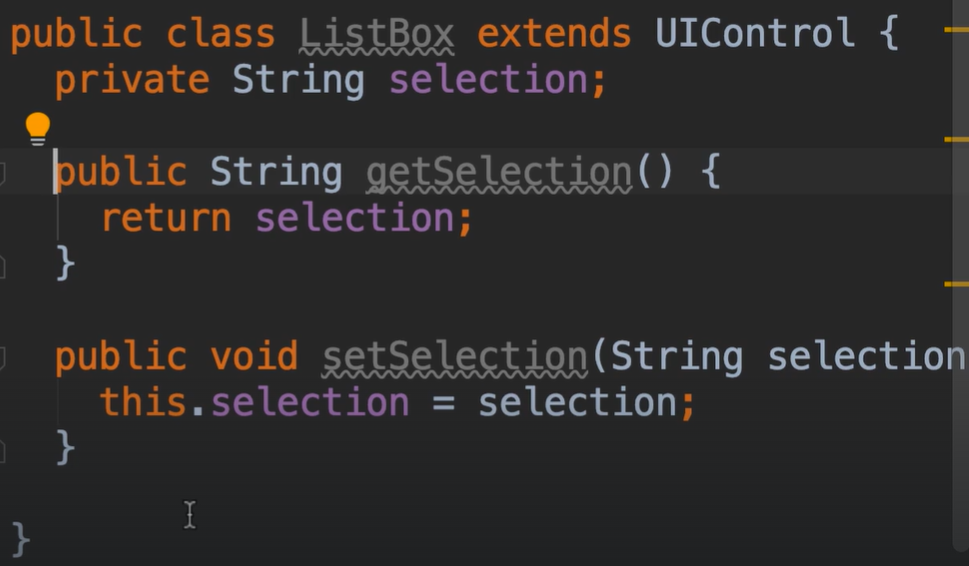 public class ListBox extends UIControl {
private String selection;
public String getSelection() {
return selection;
}
public void setSelection(String selection
this.selection = selection;
}
}